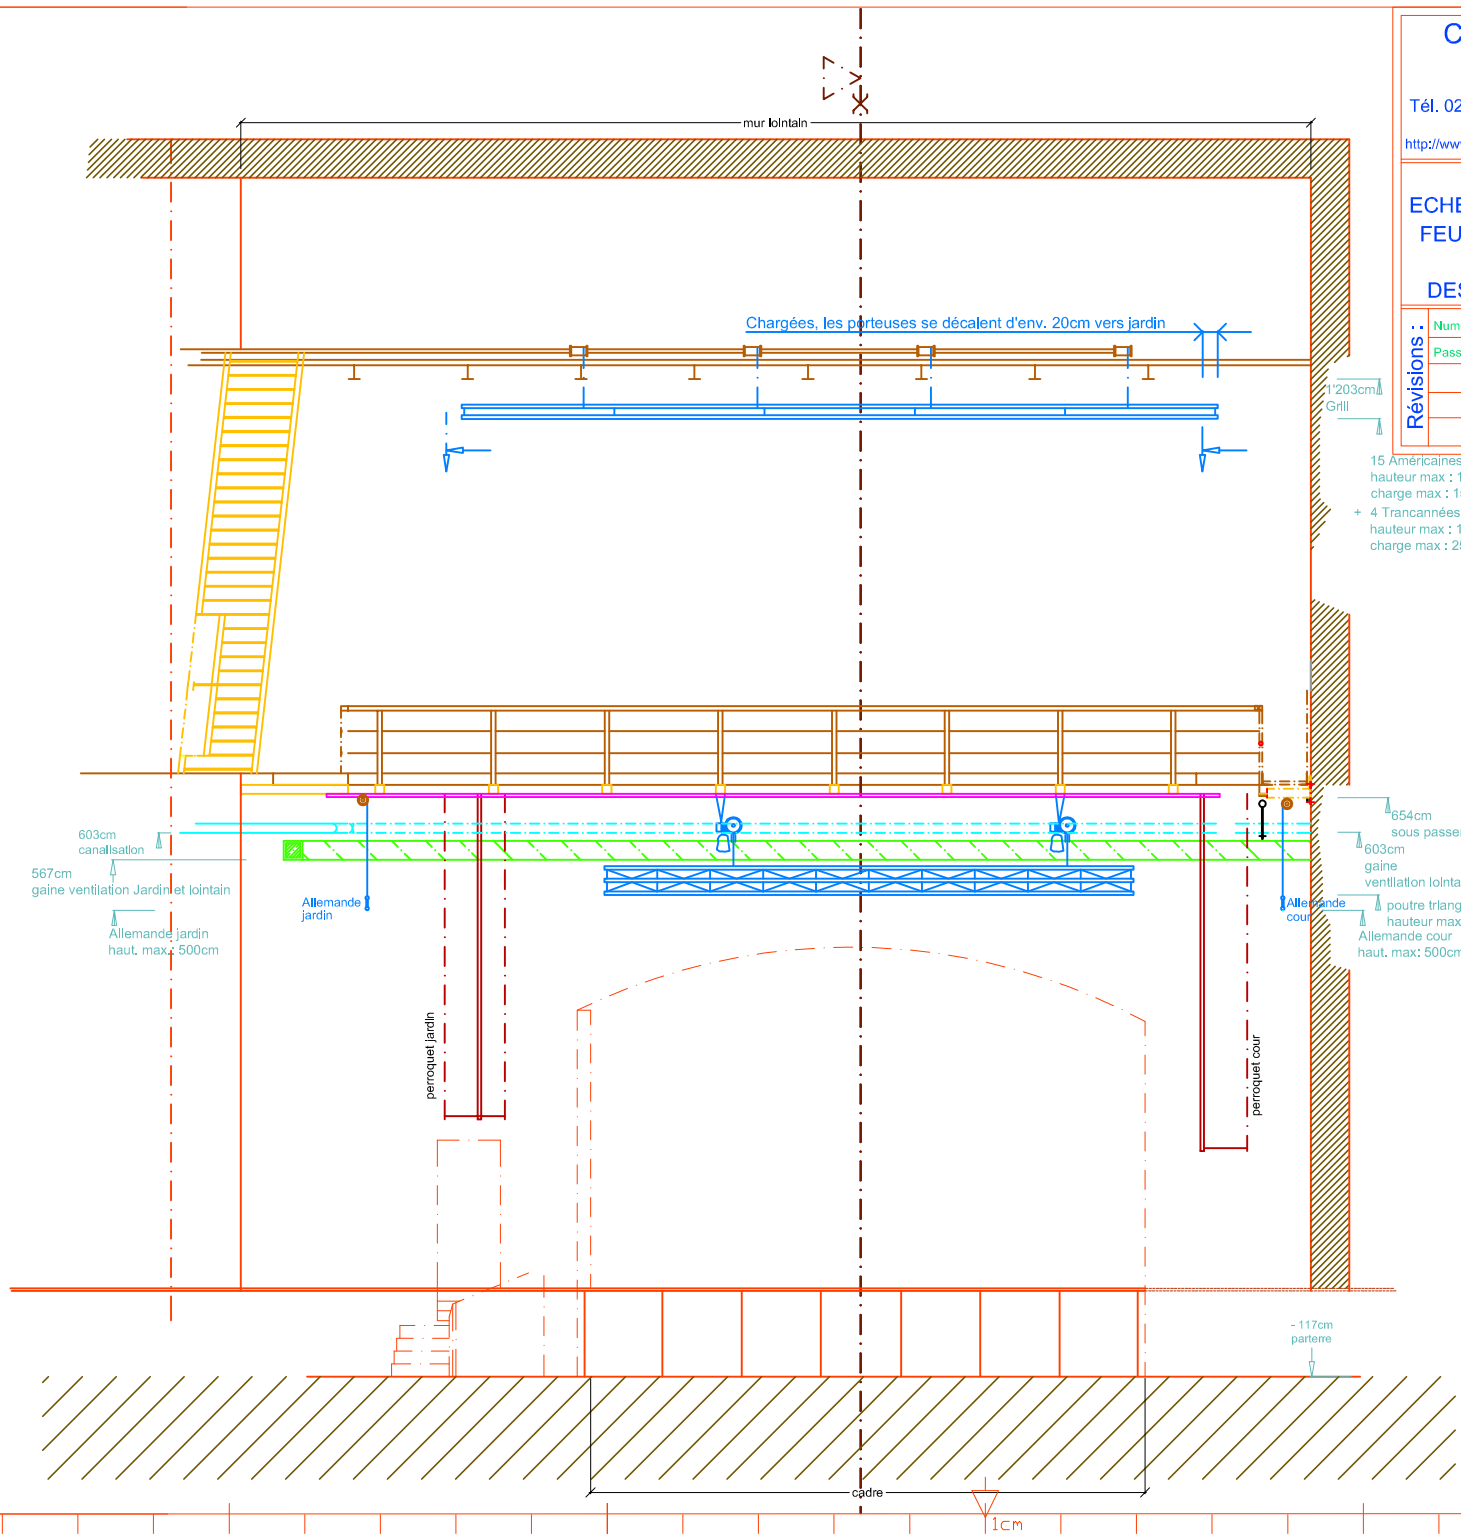 C
Tél. 02
http://www
ECHE
FEU
DES
Révisions :
Num
Pass
mur lointain
Chargées, les porteuses se décalent d'env. 20cm vers jardin
1'203cm
Grill
15 Américaines
hauteur max : 1
charge max : 1
+ 4 Trancannées
hauteur max : 1
charge max : 25
603cm
canalisation
567cm
gaine ventilation Jardin et lointain
Allemande jardin
haut. max.: 500cm
Allemande
jardin
Allemande
cour
654cm
sous passe
603cm
gaine
ventilation lointa
poutre triang
hauteur max
Allemande cour
haut. max: 500cm
perroquet jardin
perroquet cour
- 117cm
parterre
cadre
1cm